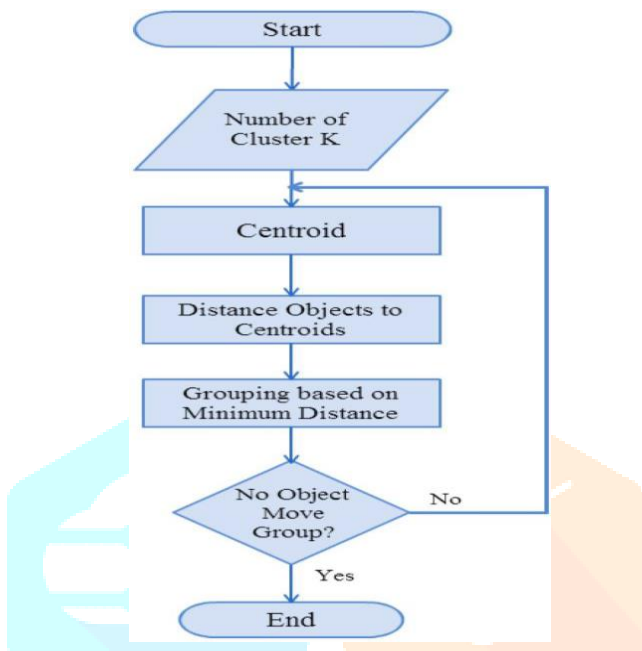 Start
Number of
Cluster K
Centroid
Distance Objects to
Centroids
Grouping based on
Minimum Distance
No Object
Move
Group?
No
Yes
End